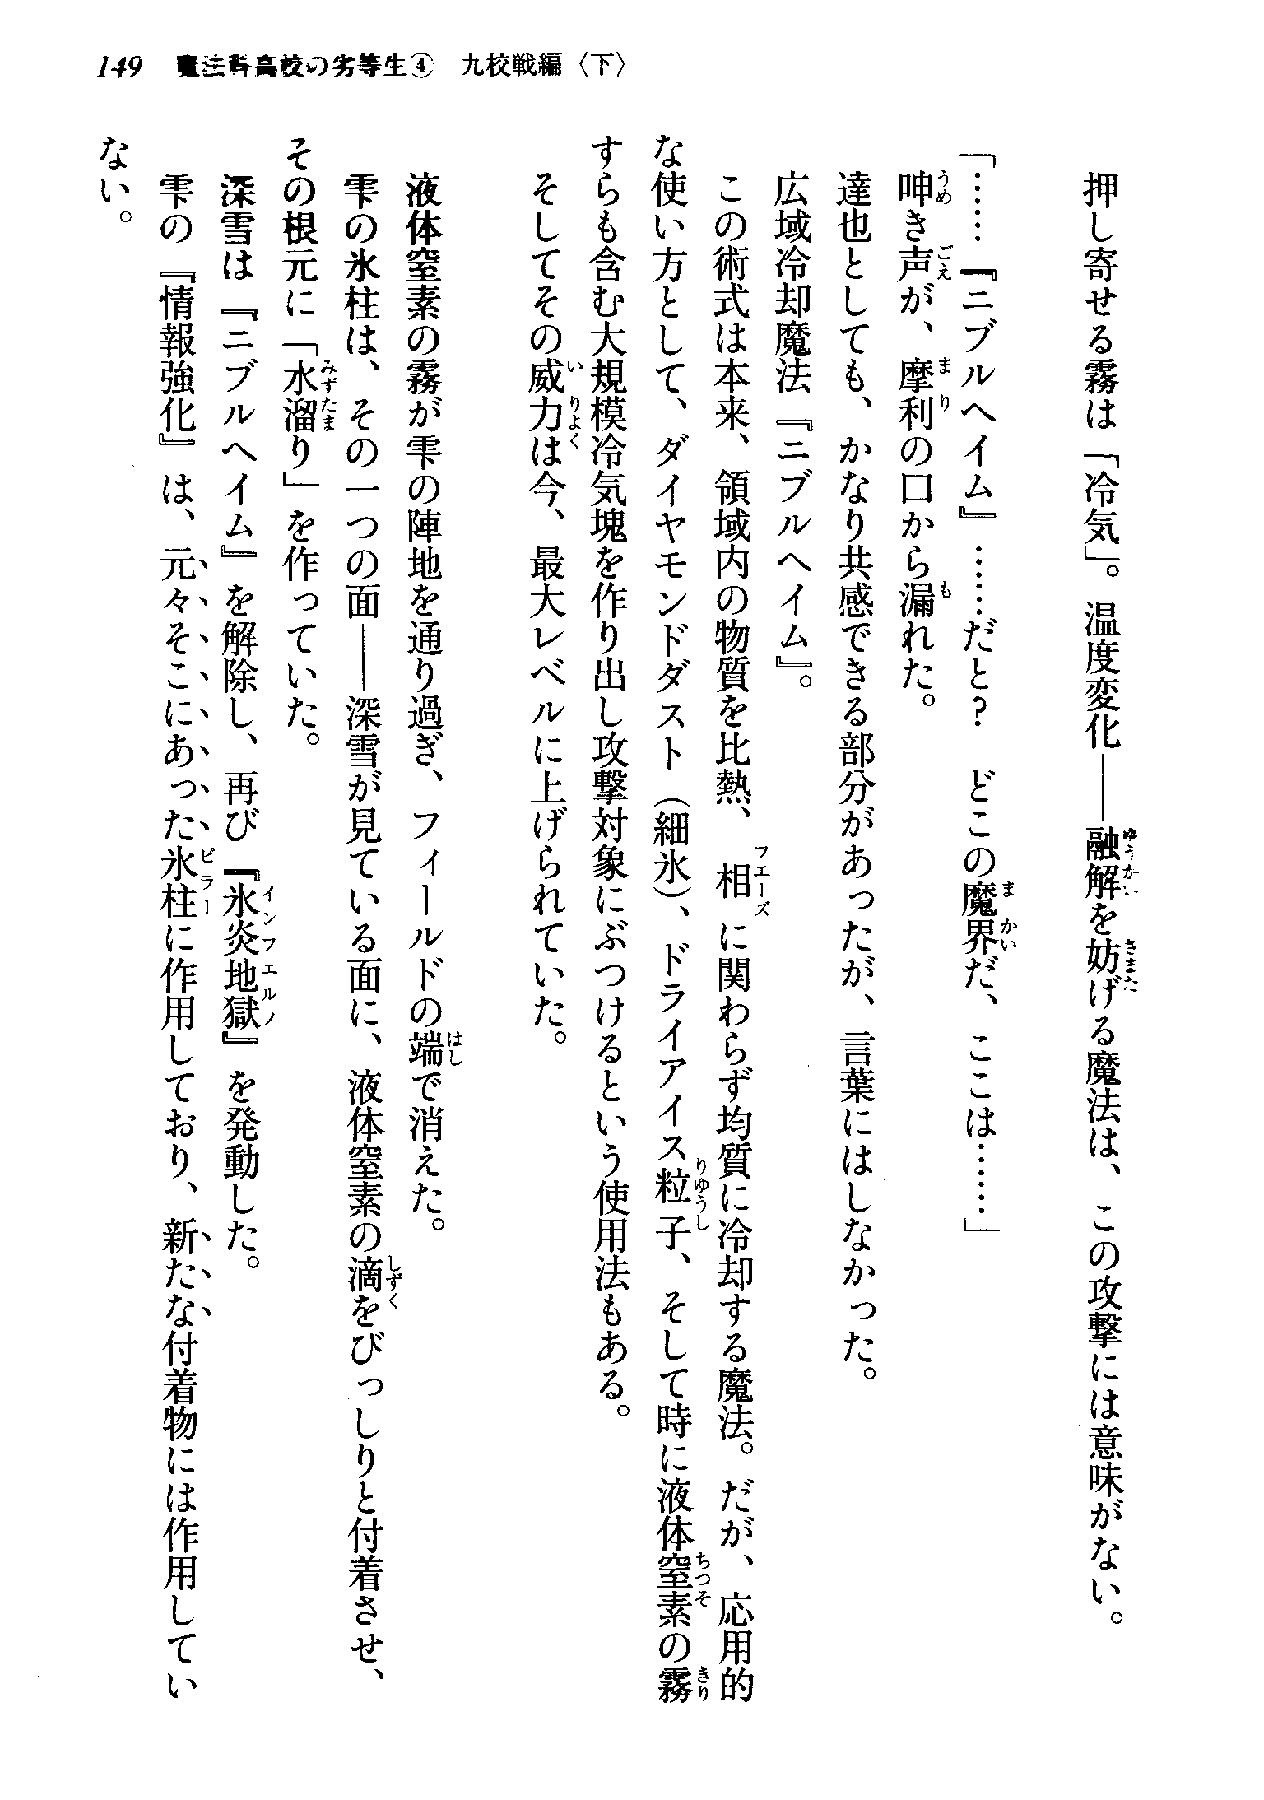 149　魔法科高校の劣等生④　九校戦編〈下〉
　押し寄せる霧は「冷気」。温度変化――融解を妨げる魔法は、この攻撃には意味がない。
「……『ニブルヘイム』……だと？　どこの魔界だ、ここは……」
　呻き声が、摩利の口から漏れた。
　達也としても、かなり共感できる部分があったが、言葉にはしなかった。
　広域冷却魔法『ニブルヘイム』。
　この術式は本来、領域内の物質を比熱、相に関わらず均質に冷却する魔法。だが、応用的
な使い方として、ダイヤモンドダスト（細氷）、ドライアイス粒子、そして時に液体窒素の霧
すらも含む大規模冷気塊を作り出し攻撃対象にぶつけるという使用法もある。
　そしてその威力は今、最大レベルに上げられていた。
　液体窒素の霧が雫の陣地を通り過ぎ、フィールドの端で消えた。
　雫の氷柱は、その一つの面――深雪が見ている面に、液体窒素の滴をびっしりと付着させ、
その根元に「水溜り」を作っていた。
　深雪は『ニブルヘイム』を解除し、再び『氷炎地獄』を発動した。
　雫の『情報強化』は、元々そこにあった氷柱に作用しており、新たな付着物には作用してい
ない。